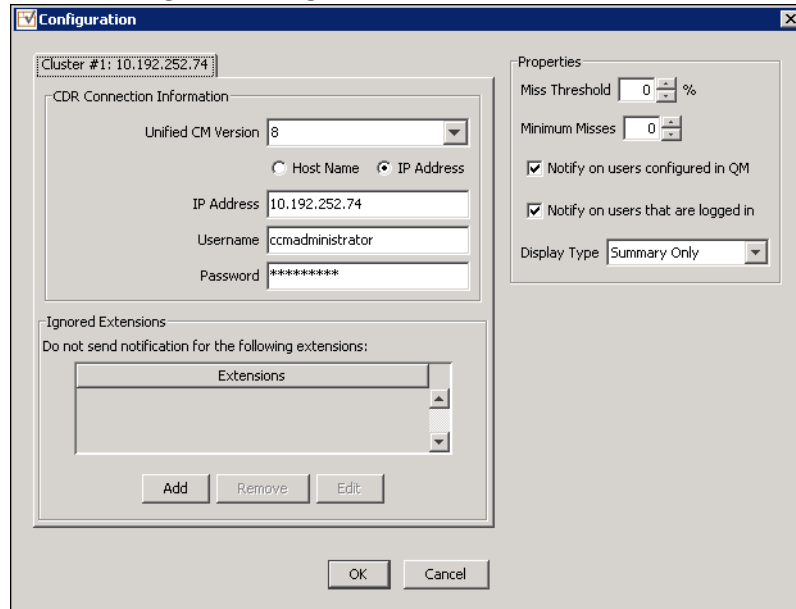 Configuration
Cluster #1: 10.192.252.74
CDR Connection Information
Unified CM Version 8
Host Name IP Address
IP Address 10.192.252.74
Username ccmadministrator
Password *********
Ignored Extensions
Do not send notification for the following extensions:
Extensions
Add Remove Edit
Properties
Miss Threshold 0 %
Minimum Misses 0
Notify on users configured in QM
Notify on users that are logged in
Display Type Summary Only
OK Cancel